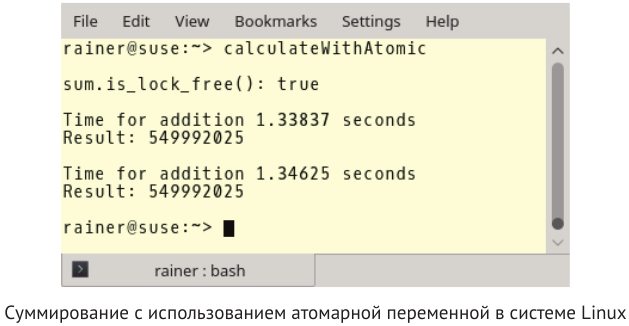 File Edit View Bookmarks Settings Help
rainer@suse:~> calculateWithAtomic
sum.is_lock_free(): true
Time for addition 1.33837 seconds
Result: 549992025
Time for addition 1.34625 seconds
Result: 549992025
rainer@suse:~>
rainer : bash
Суммирование с использованием атомарной переменной в системе Linux